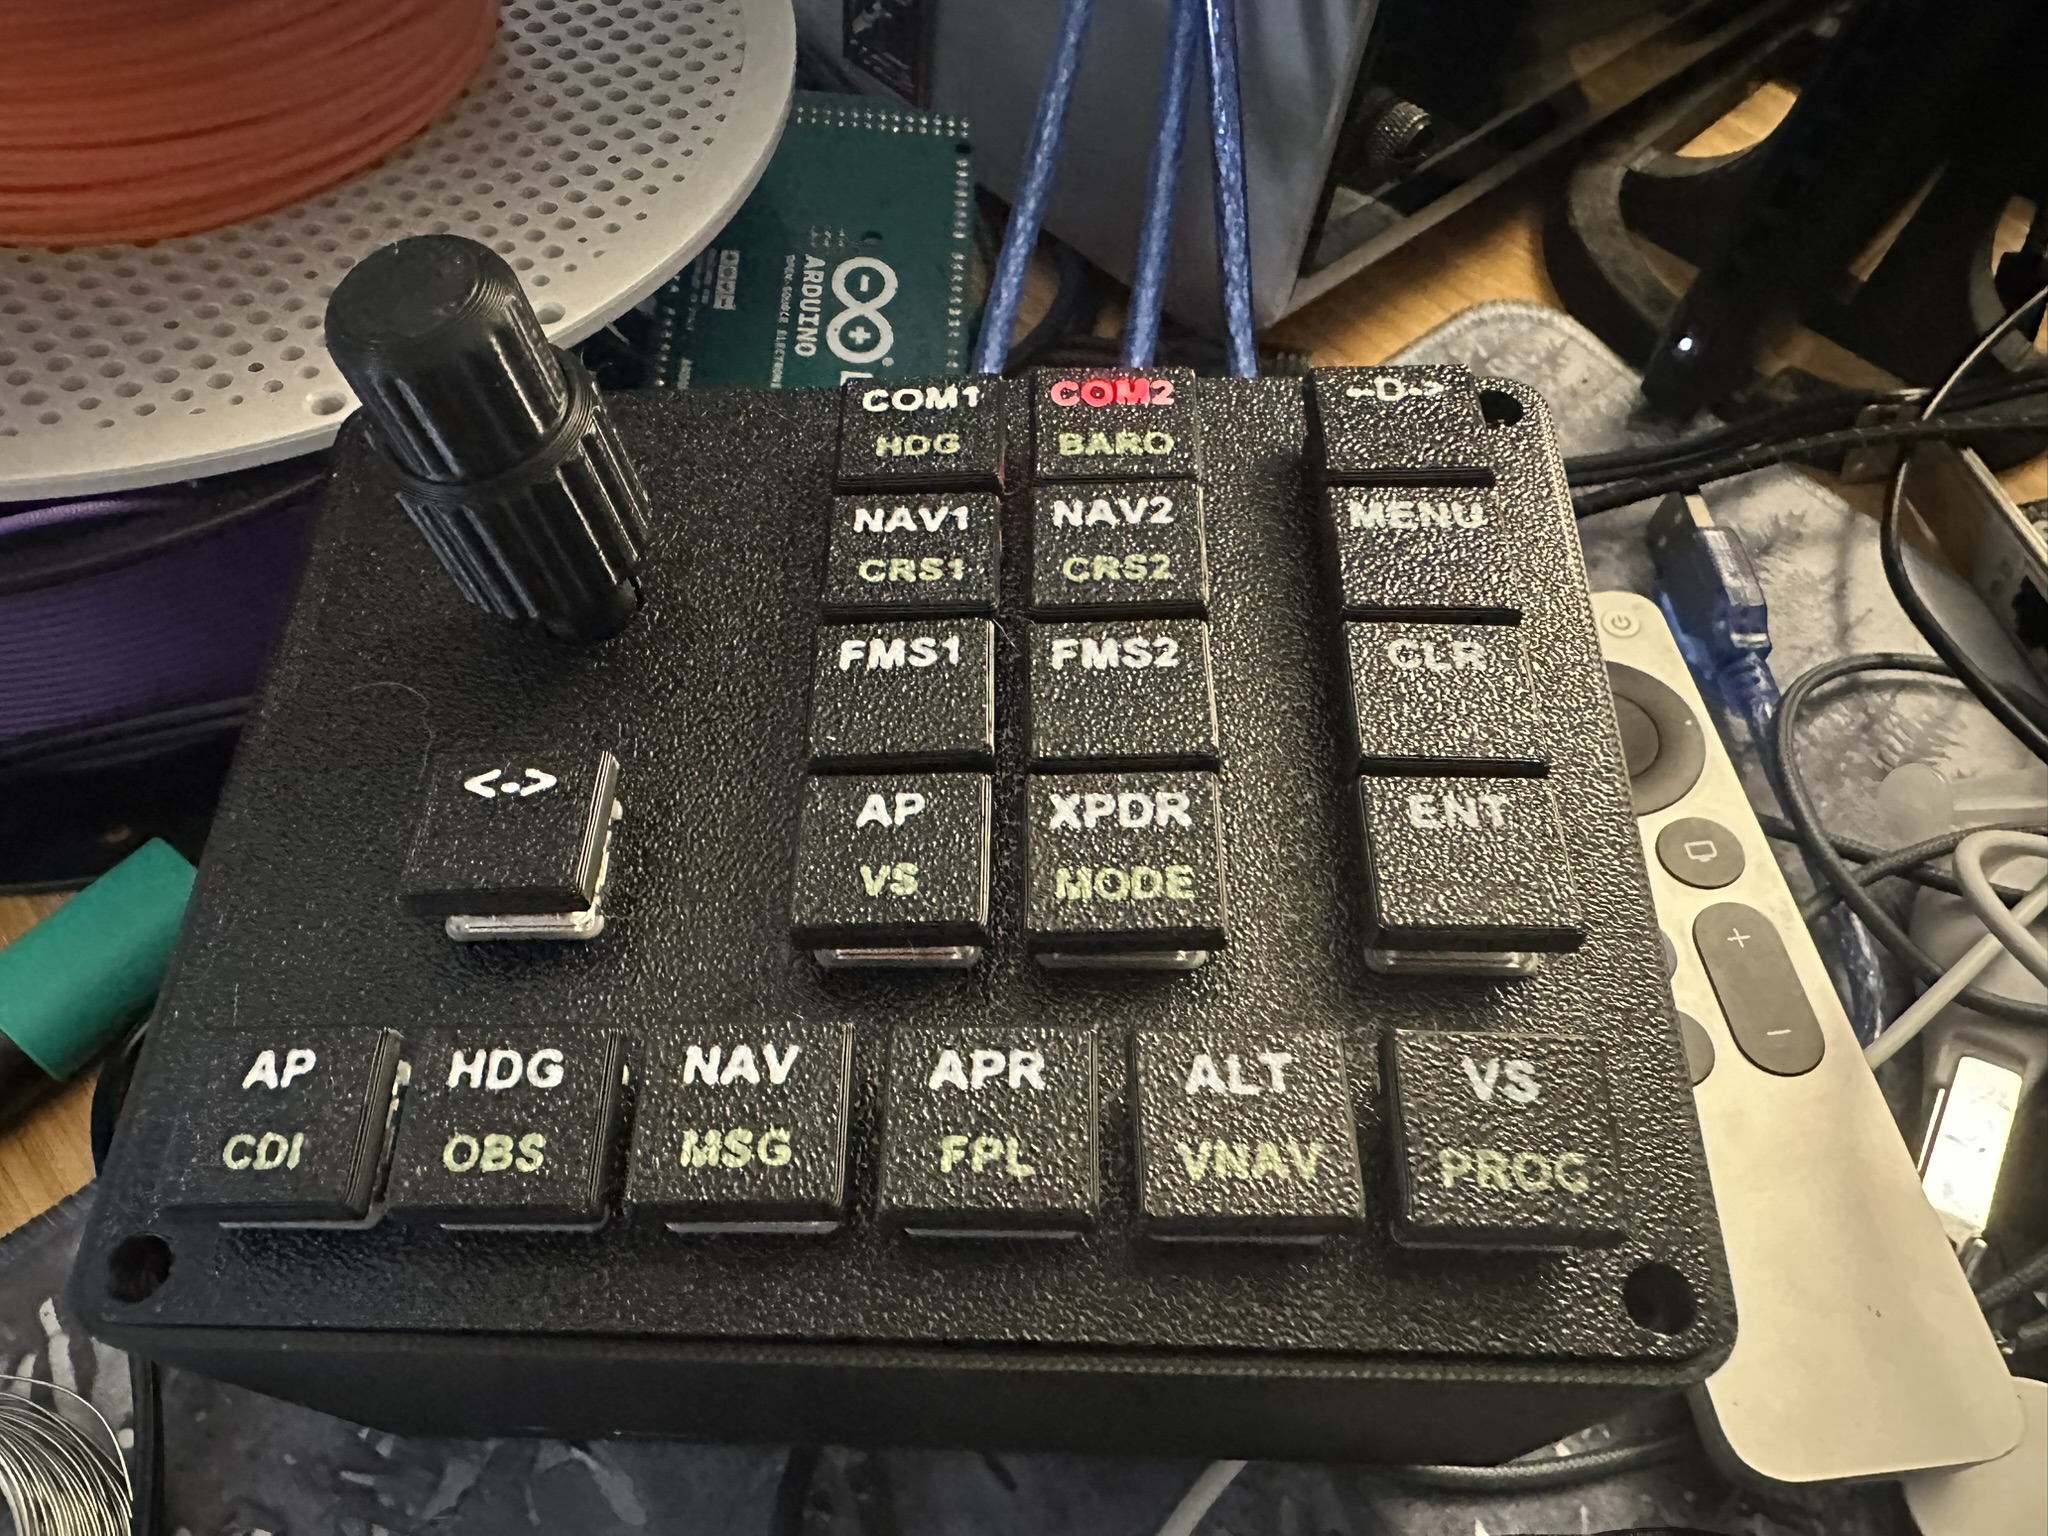 ARDUINO
COM1
HDG
COM2
BARO
-D->
NAV1
CRS1
NAV2
CRS2
MENU
FMS1
FMS2
CLR
<->
AP
VS
XPDR
MODE
ENT
+
-
AP
CDI
HDG
OBS
NAV
MSG
APR
FPL
ALT
VNAV
VS
PROG